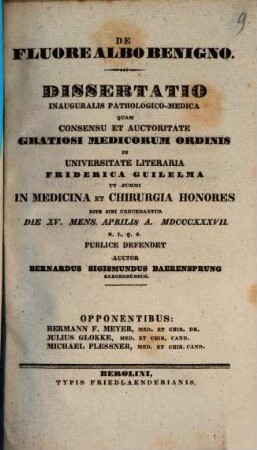 9.
DE
FLUORE ALBO BENIGNO.
DISSERTATIO
INAUGURALIS PATHOLOGICO-MEDICA
QUAM
CONSENSU ET AUCTORITATE
GRATIOSI MEDICORUM ORDINIS
IN
UNIVERSITATE LITERARIA
FRIDERICA GUILELMA
UT SUMMI
IN MEDICINA ET CHIRURGIA HONORES
RITE SIBI CONCEDANTUR
DIE XV. MENS. APRILIS A. MDCCCXXXVII.
H. L. Q. S.
PUBLICE DEFENDET
AUCTOR
BERNARDUS SIGISMUNDUS BAERENSPRUNG
SAXOBORUSSUS.
OPPONENTIBUS:
HERMANN F. MEYER, MED. ET CHIR. DR.
JULIUS GLOKKE, MED. ET CHIR. CAND.
MICHAEL PLESSNER, MED. ET CHIR. CAND.
BEROLINI,
TYPIS FRIEDLAENDERIANIS.